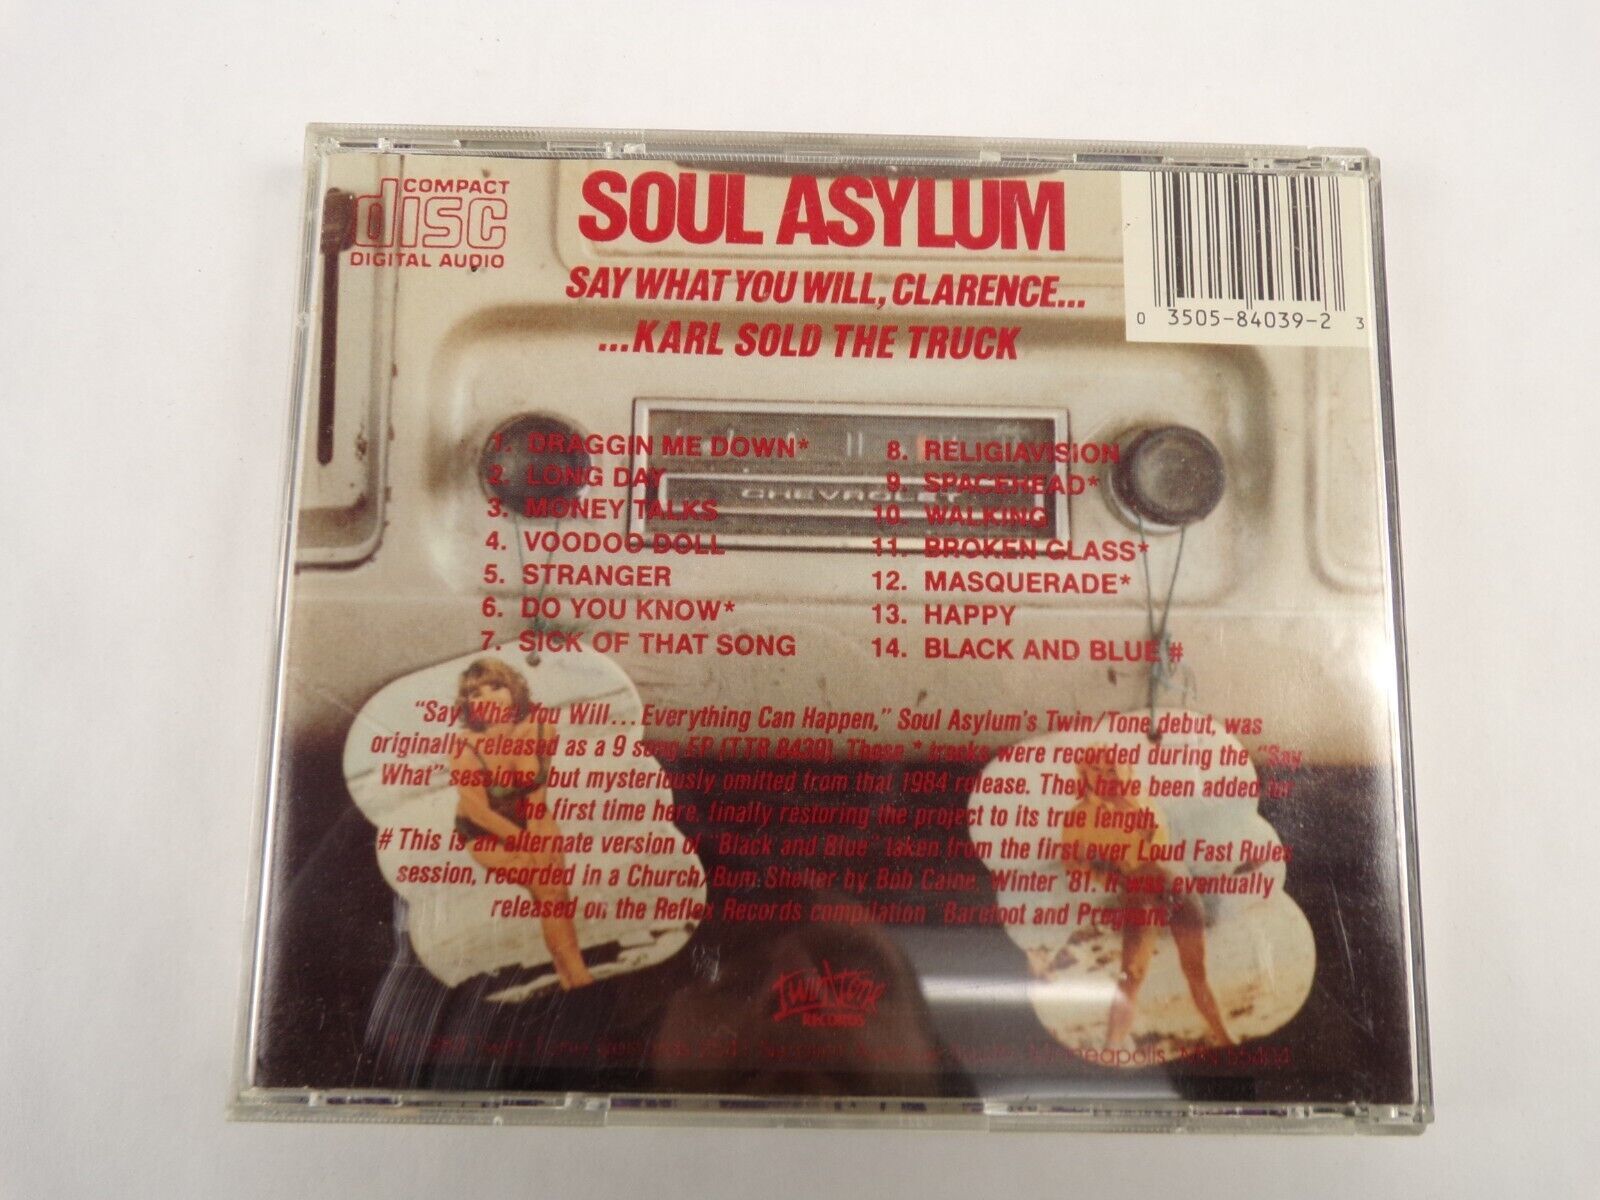 COMPACT
disc
DIGITAL AUDIO
SOUL ASYLUM
SAY WHAT YOU WILL, CLARENCE...
...KARL SOLD THE TRUCK
0 3505-84039-2 3
1. DRAGGIN ME DOWN*
2. LONG DAY
3. MONEY TALKS
4. VOODOO DOLL
5. STRANGER
6. DO YOU KNOW*
7. SICK OF THAT SONG
8. RELIGIAVISION
9. SPACEHEAD*
10. WALKING
11. BROKEN GLASS*
12. MASQUERADE*
13. HAPPY
14. BLACK AND BLUE #
CHEVROLET
"Say What You Will...Everything Can Happen," Soul Asylum's Twin/Tone debut, was
originally released as a 9 song EP (TTR 8439). These * tracks were recorded during the "Say
What" sessions, but mysteriously omitted from that 1984 release. They have been added for
the first time here, finally restoring the project to its true length.
# This is an alternate version of "Black and Blue" taken from the first ever Loud Fast Rules
session, recorded in a Church/Bum Shelter by Bob Caine, Winter '81. It was eventually
released on the Reflex Records compilation "Barefoot and Pregnant."
Twin/Tone
RECORDS
Minneapolis, MN 55404